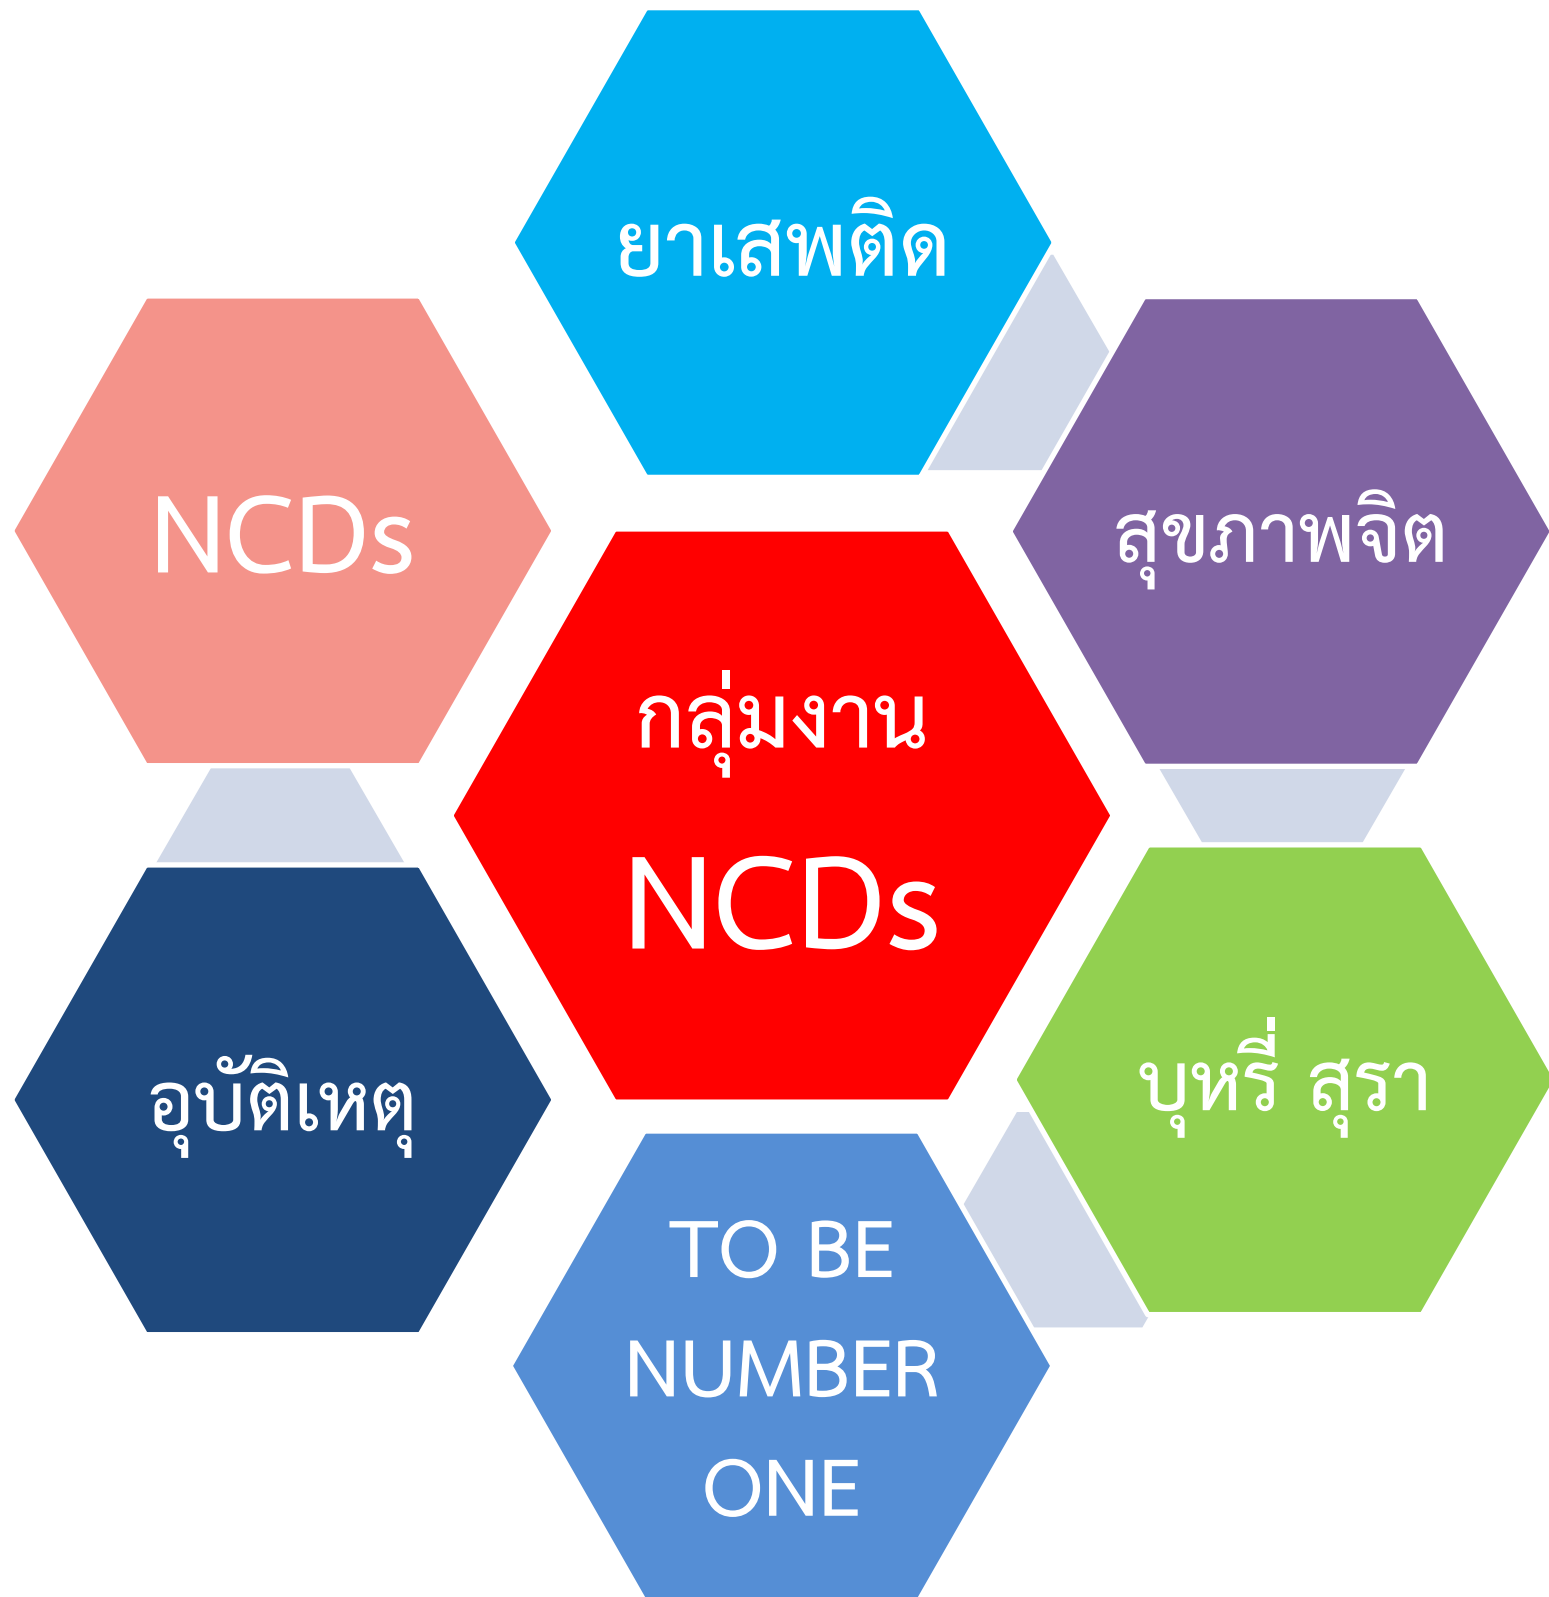 ยาเสพติด
NCDs
สุขภาพจิต
กลุ่มงาน
NCDs
อุบัติเหตุ
บุหรี่ สุรา
TO BE
NUMBER
ONE